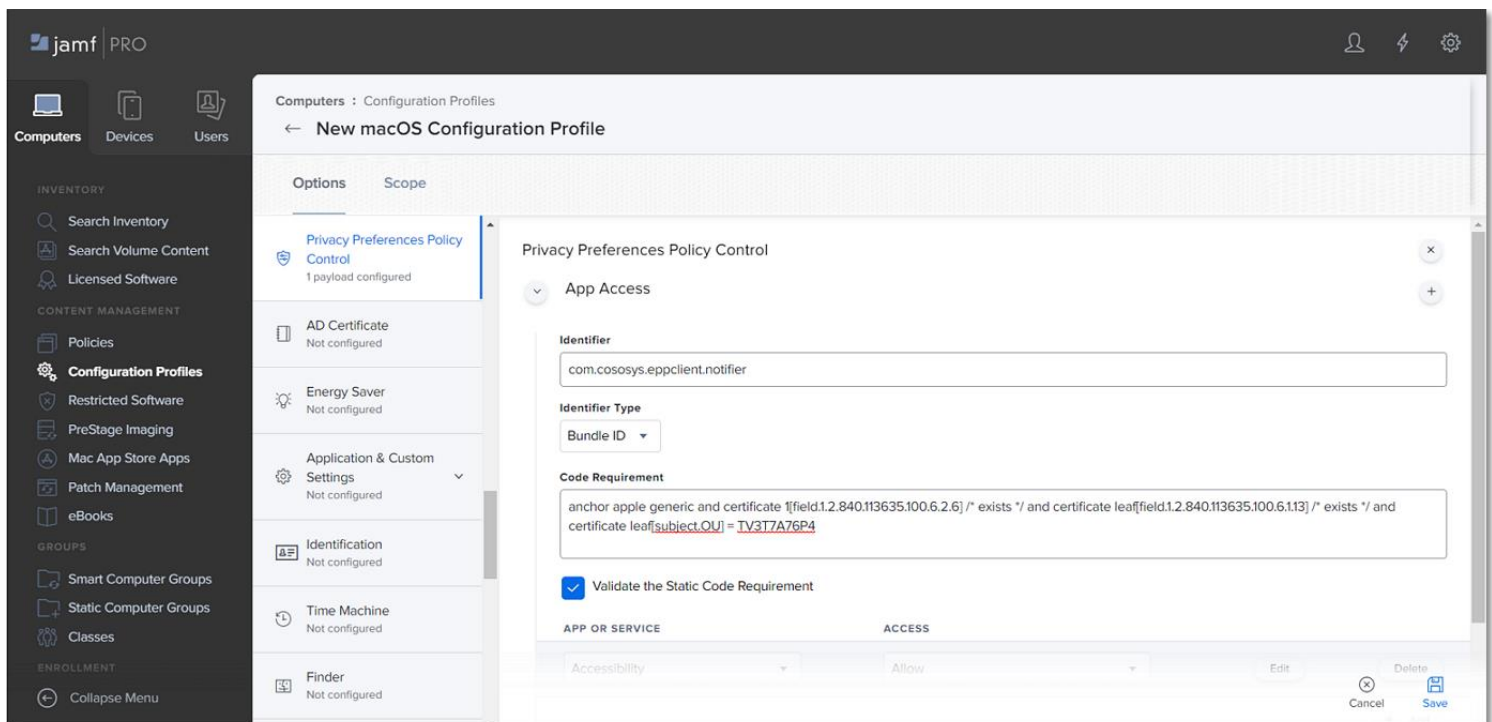 jamf PRO
Computers
Devices
Users
INVENTORY
Search Inventory
Search Volume Content
Licensed Software
CONTENT MANAGEMENT
Policies
Configuration Profiles
Restricted Software
PreStage Imaging
Mac App Store Apps
Patch Management
eBooks
GROUPS
Smart Computer Groups
Static Computer Groups
Classes
ENROLLMENT
Collapse Menu
Computers : Configuration Profiles
← New macOS Configuration Profile
Options
Scope
Privacy Preferences Policy
Control
1 payload configured
AD Certificate
Not configured
Energy Saver
Not configured
Application & Custom
Settings
Not configured
Identification
Not configured
Time Machine
Not configured
Finder
Not configured
Privacy Preferences Policy Control
App Access
Identifier
com.cososys.eppclient.notifier
Identifier Type
Bundle ID
Code Requirement
anchor apple generic and certificate 1[field.1.2.840.113635.100.6.2.6] /* exists */ and certificate leaf[field.1.2.840.113635.100.6.1.13] /* exists */ and
certificate leaf[subject.OU] = TV3T7A76P4
Validate the Static Code Requirement
APP OR SERVICE ACCESS
Accessibility Allow Edit Delete
Cancel Save